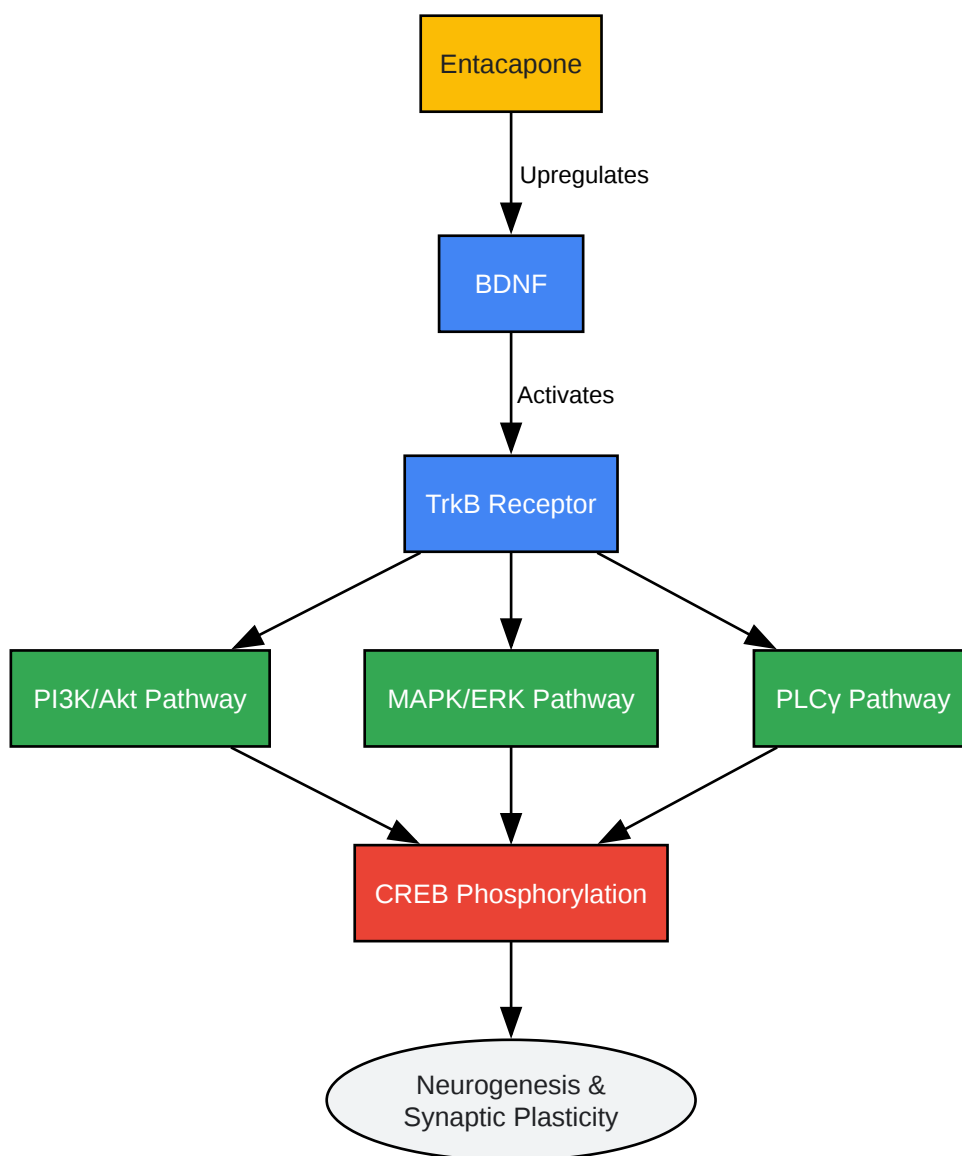 Entacapone
Upregulates
BDNF
Activates
TrkB Receptor
PI3K/Akt Pathway
MAPK/ERK Pathway
PLCγ Pathway
CREB Phosphorylation
Neurogenesis &
Synaptic Plasticity